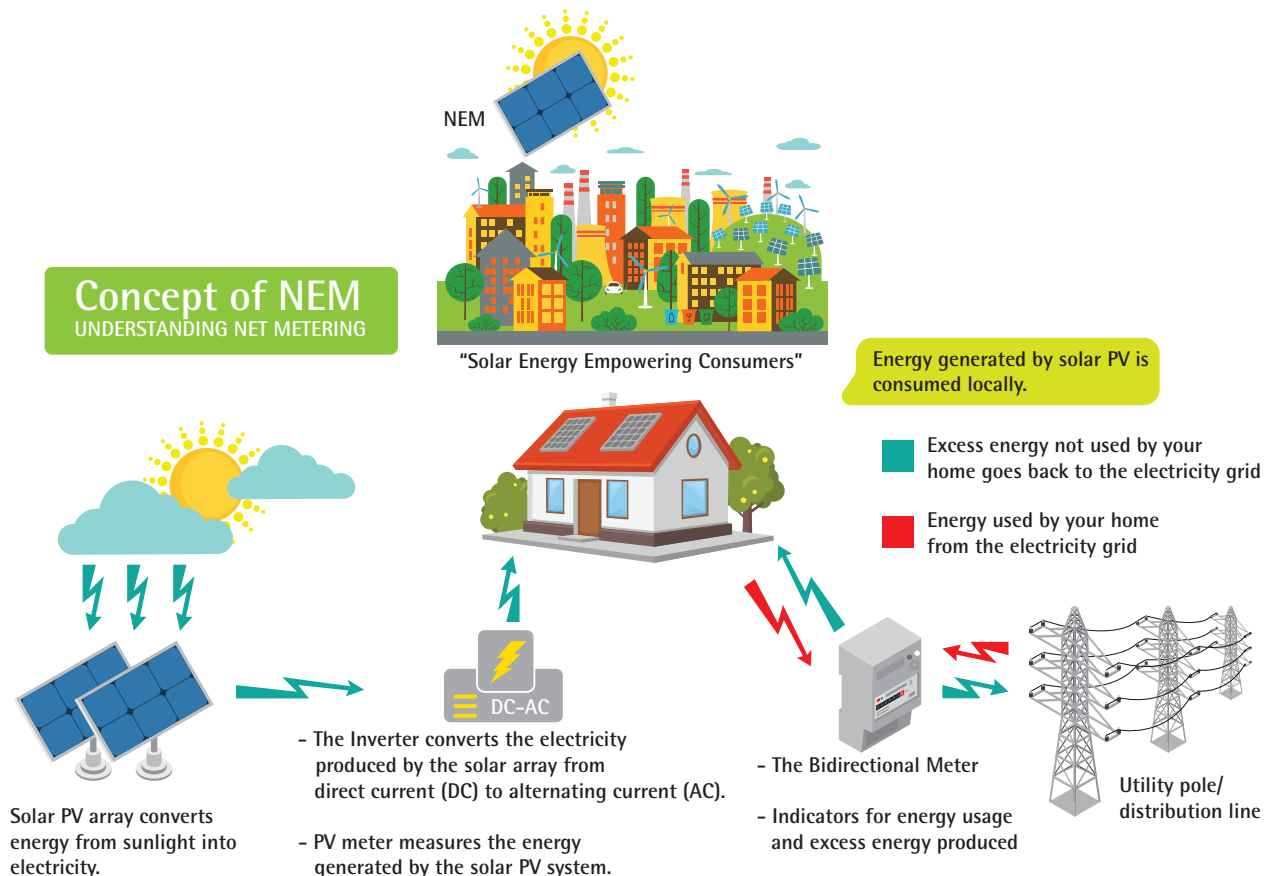 NEM
Concept of NEM
UNDERSTANDING NET METERING
“Solar Energy Empowering Consumers”
Energy generated by solar PV is
consumed locally.
Excess energy not used by your
home goes back to the electricity grid
Energy used by your home
from the electricity grid
DC-AC
Solar PV array converts
energy from sunlight into
electricity.
- The Inverter converts the electricity
produced by the solar array from
direct current (DC) to alternating current (AC).
- PV meter measures the energy
generated by the solar PV system.
- The Bidirectional Meter
- Indicators for energy usage
and excess energy produced
Utility pole/
distribution line